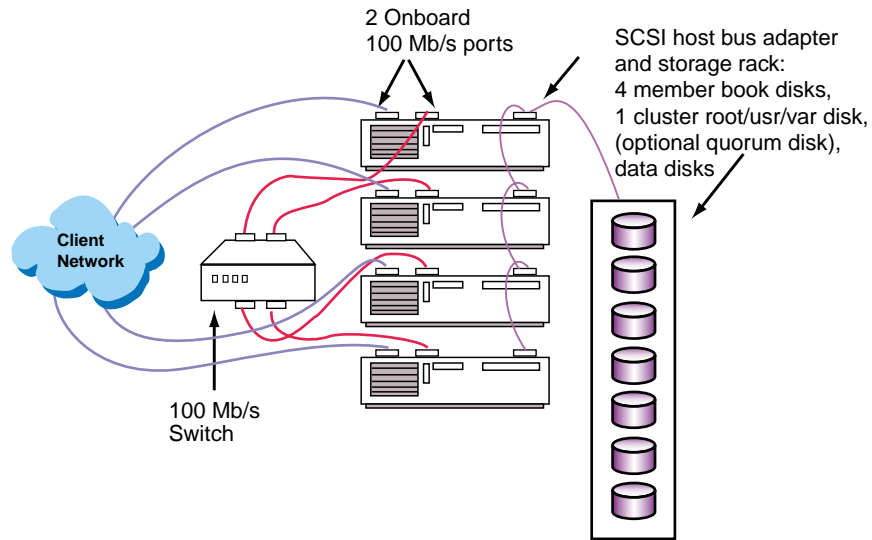 2 Onboard
100 Mb/s ports
SCSI host bus adapter
and storage rack:
4 member book disks,
1 cluster root/usr/var disk,
(optional quorum disk),
data disks
Client
Network
100 Mb/s
Switch